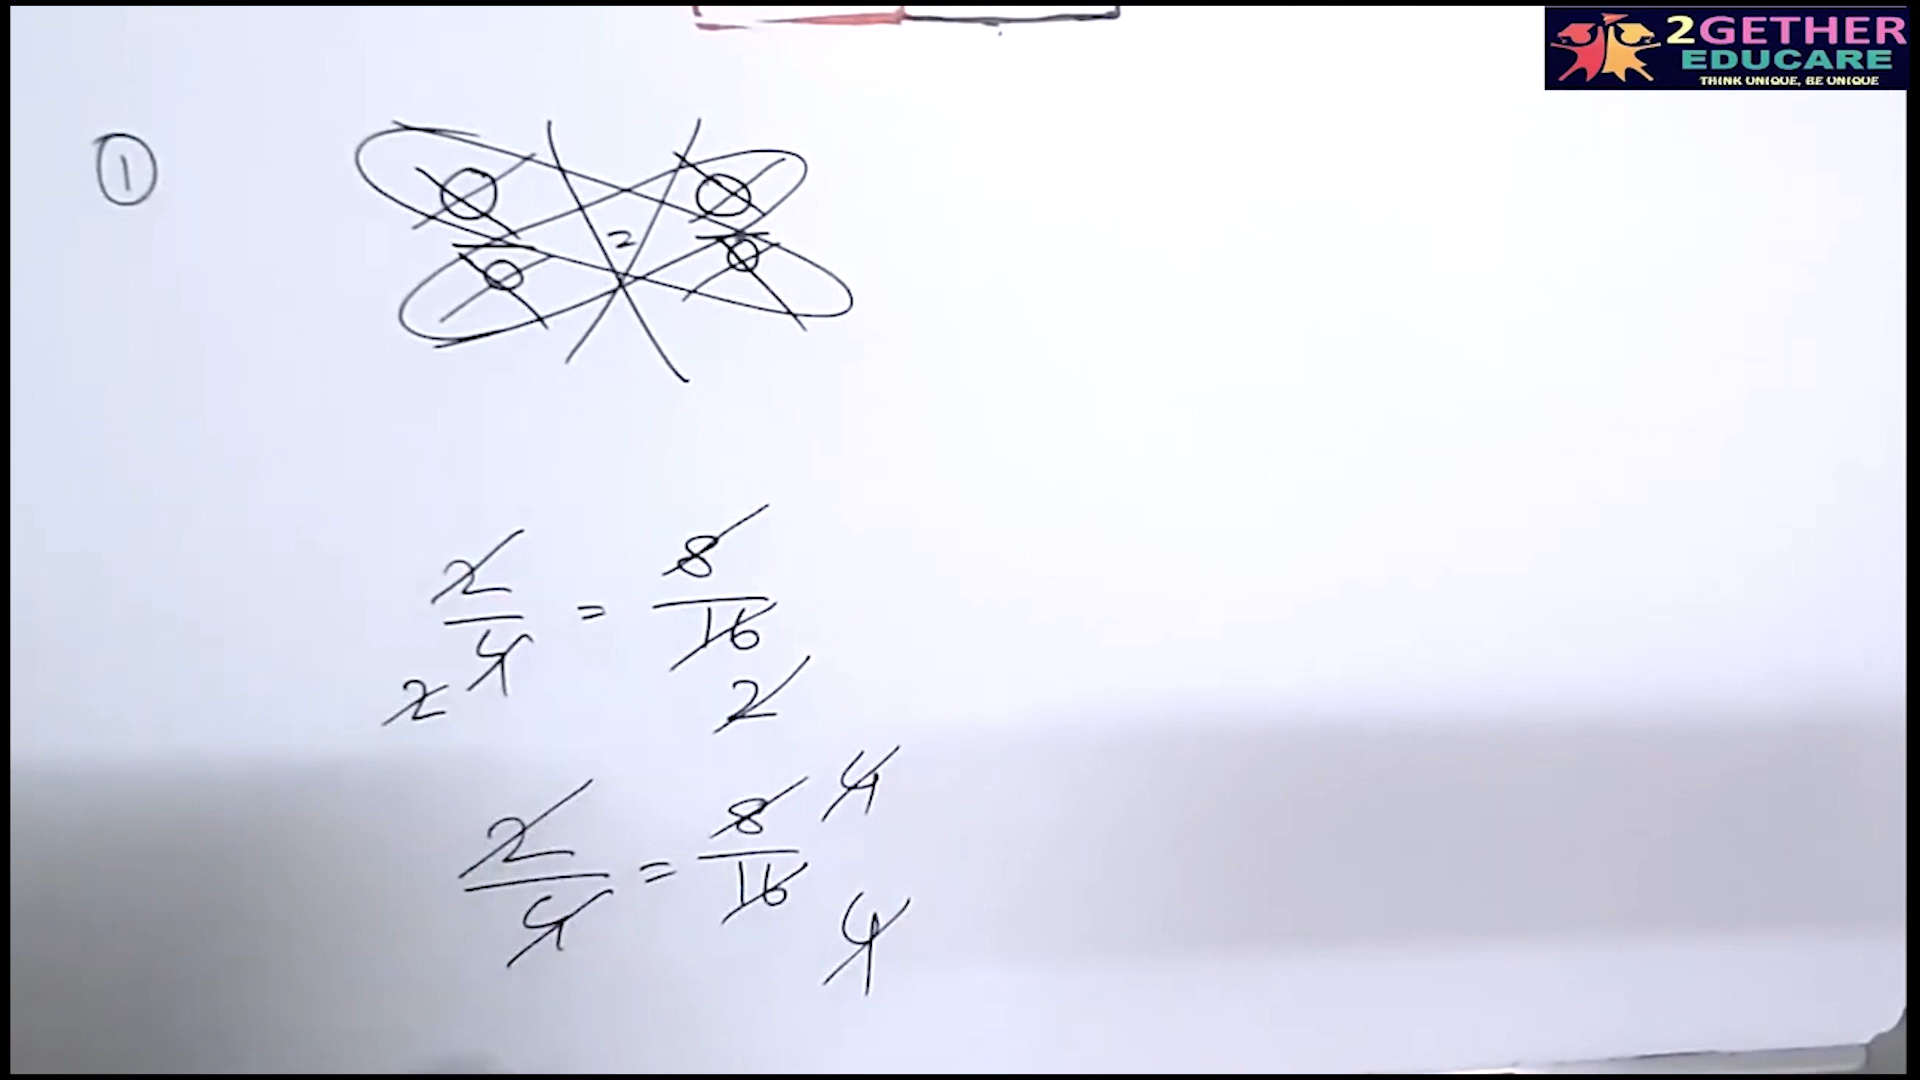 2GETHER
EDUCARE
THINK UNIQUE, BE UNIQUE
1
2
2/4 = 8/16
2 2
2/4 = 8/16 4
4